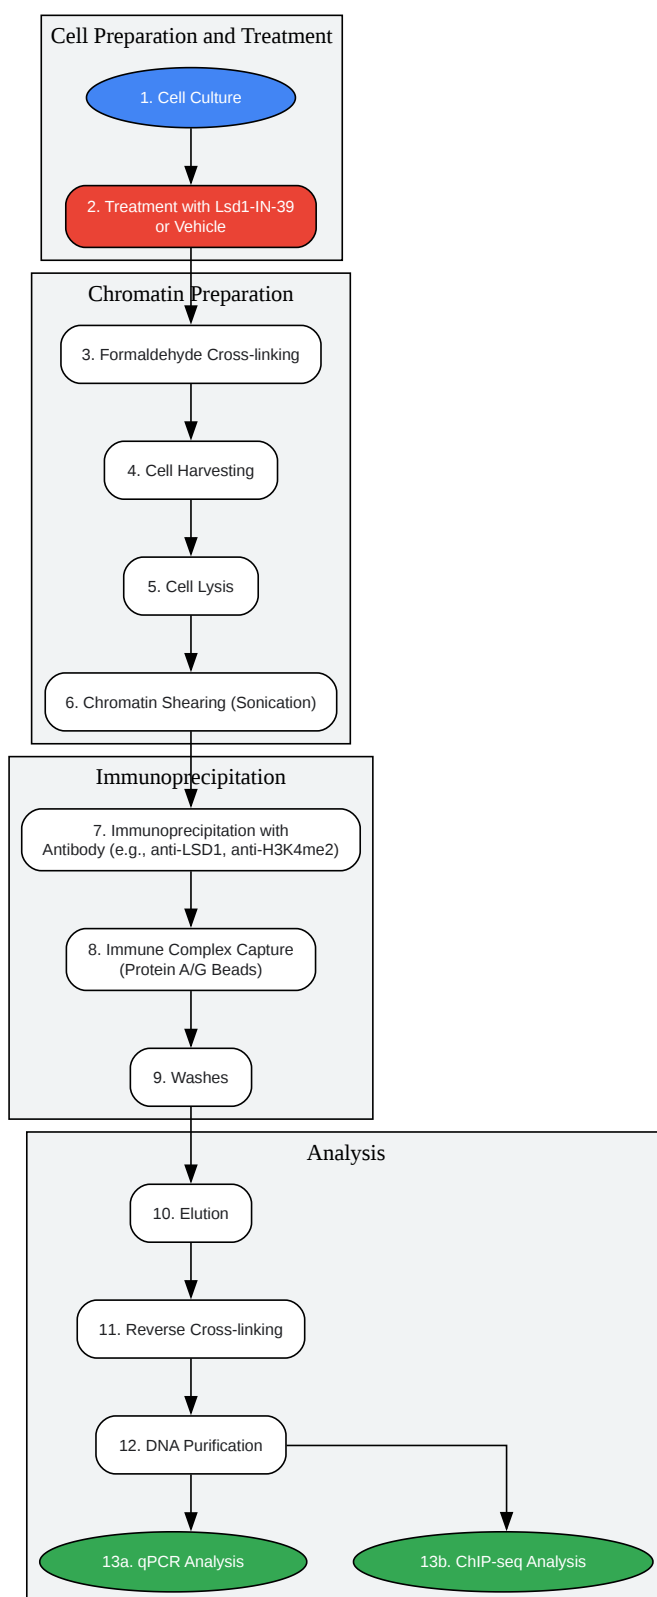 Cell Preparation and Treatment
1. Cell Culture
2. Treatment with Lsd1-IN-39
or Vehicle
Chromatin Preparation
3. Formaldehyde Cross-linking
4. Cell Harvesting
5. Cell Lysis
6. Chromatin Shearing (Sonication)
Immunoprecipitation
7. Immunoprecipitation with
Antibody (e.g., anti-LSD1, anti-H3K4me2)
8. Immune Complex Capture
(Protein A/G Beads)
9. Washes
Analysis
10. Elution
11. Reverse Cross-linking
12. DNA Purification
13a. qPCR Analysis
13b. ChIP-seq Analysis